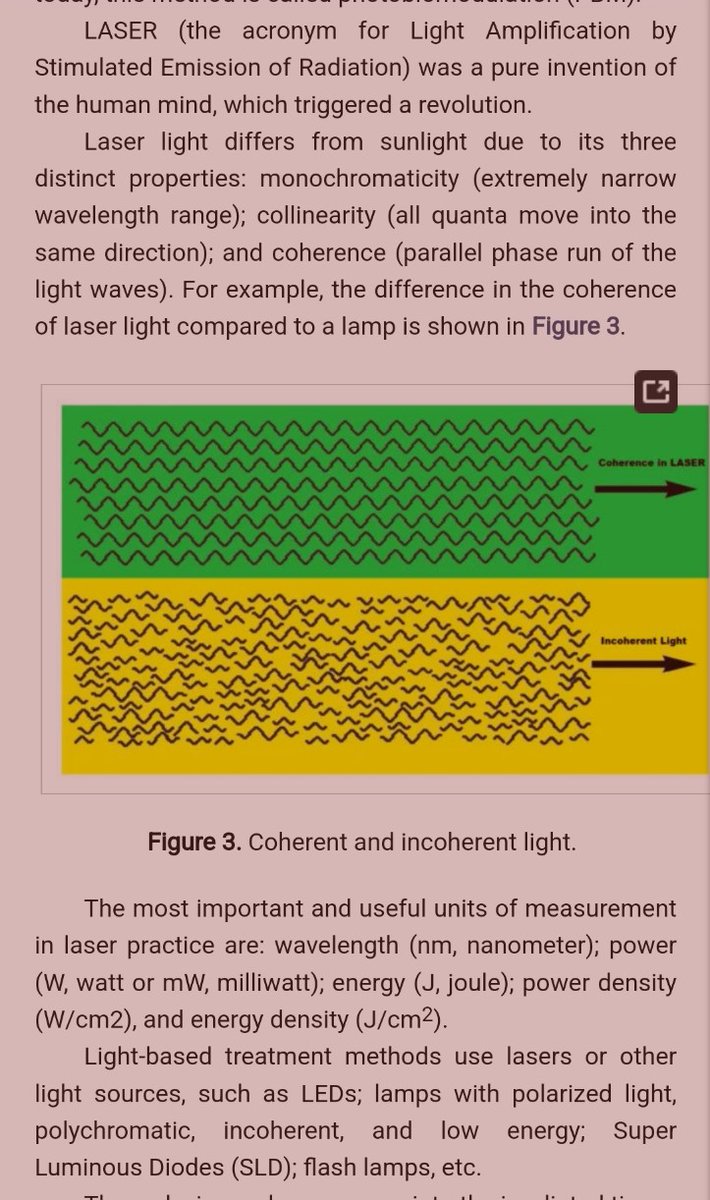 LASER (the acronym for Light Amplification by
Stimulated Emission of Radiation) was a pure invention of
the human mind, which triggered a revolution.
Laser light differs from sunlight due to its three
distinct properties: monochromaticity (extremely narrow
wavelength range); collinearity (all quanta move into the
same direction); and coherence (parallel phase run of the
light waves). For example, the difference in the coherence
of laser light compared to a lamp is shown in Figure 3.
Coherence in LASER
Incoherent Light
Figure 3. Coherent and incoherent light.
The most important and useful units of measurement
in laser practice are: wavelength (nm, nanometer); power
(W, watt or mW, milliwatt); energy (J, joule); power density
(W/cm2), and energy density (J/cm²).
Light-based treatment methods use lasers or other
light sources, such as LEDs; lamps with polarized light,
polychromatic, incoherent, and low energy; Super
Luminous Diodes (SLD); flash lamps, etc.